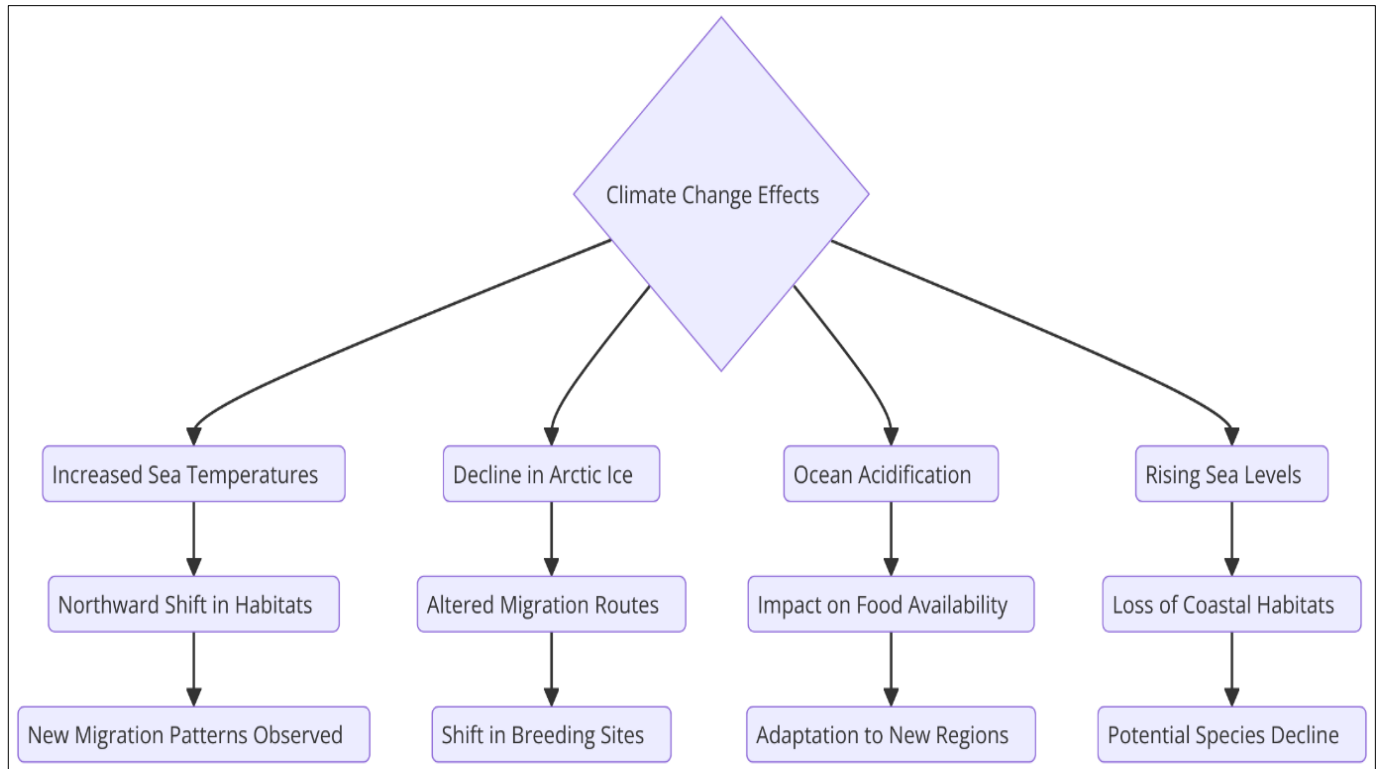 Climate Change Effects
Increased Sea Temperatures
Decline in Arctic Ice
Ocean Acidification
Rising Sea Levels
Northward Shift in Habitats
Altered Migration Routes
Impact on Food Availability
Loss of Coastal Habitats
New Migration Patterns Observed
Shift in Breeding Sites
Adaptation to New Regions
Potential Species Decline